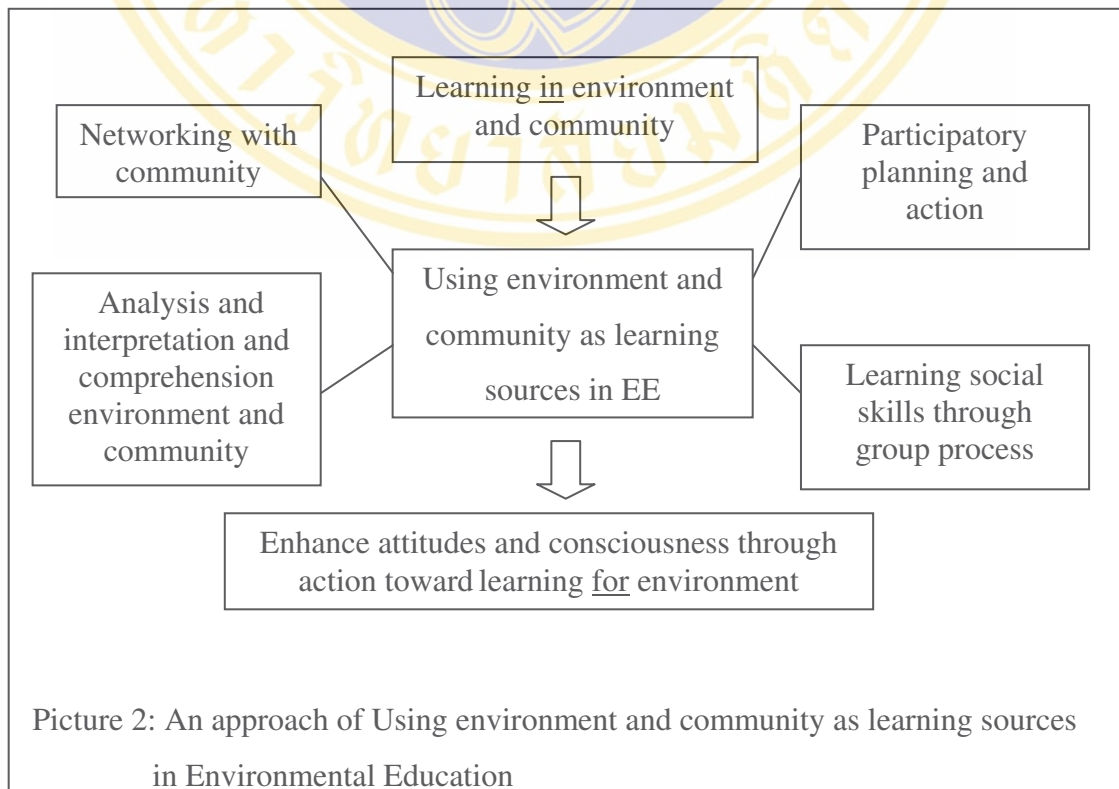 Learning in environment
and community
Networking with
community
Participatory
planning and
action
Using environment and
community as learning
sources in EE
Analysis and
interpretation and
comprehension
environment and
community
Learning social
skills through
group process
Enhance attitudes and consciousness through
action toward learning for environment
Picture 2: An approach of Using environment and community as learning sources
in Environmental Education